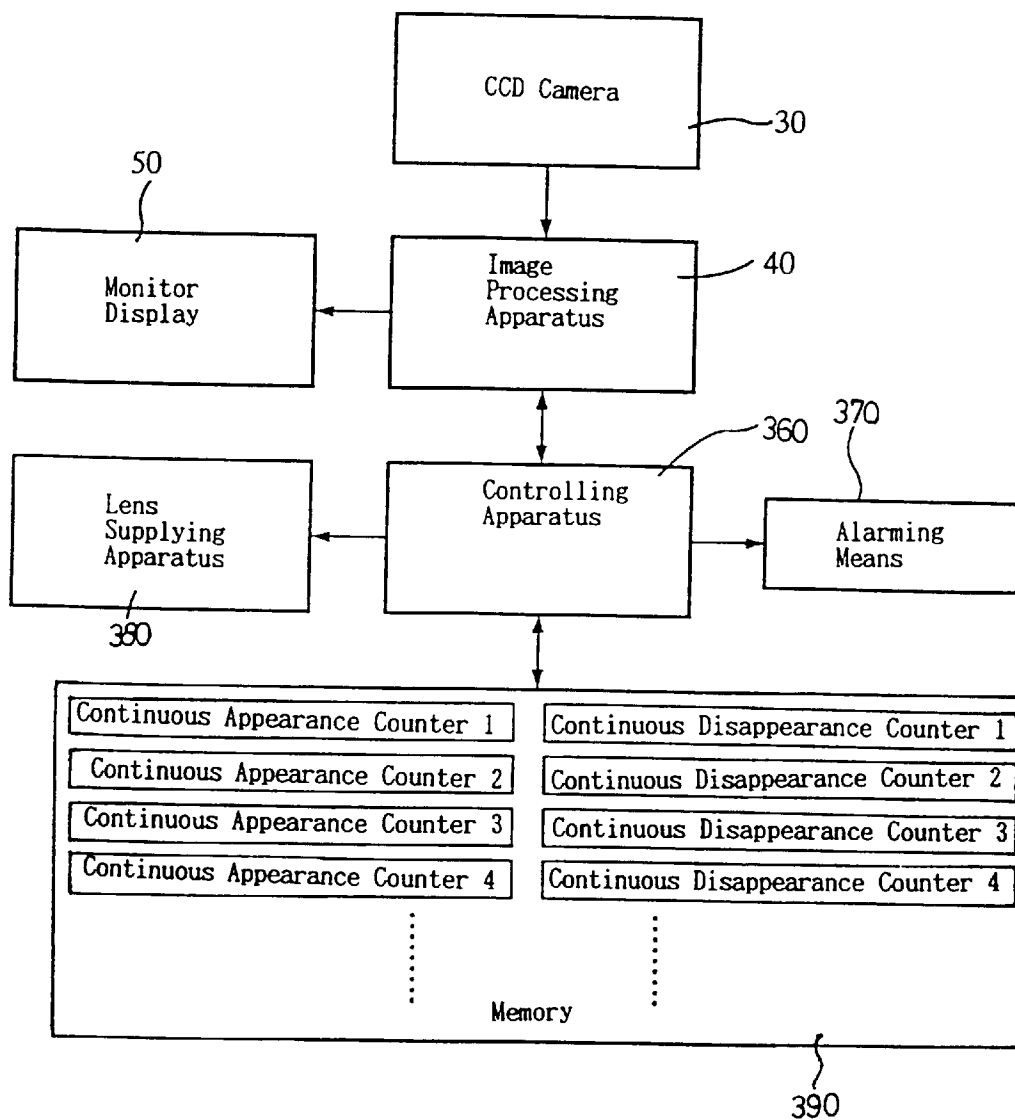 CCD Camera
30
50
Monitor
Display
Image
Processing
Apparatus
40
Lens
Supplying
Apparatus
380
Controlling
Apparatus
360
370
Alarming
Means
Continuous Appearance Counter 1
Continuous Disappearance Counter 1
Continuous Appearance Counter 2
Continuous Disappearance Counter 2
Continuous Appearance Counter 3
Continuous Disappearance Counter 3
Continuous Appearance Counter 4
Continuous Disappearance Counter 4
Memory
390